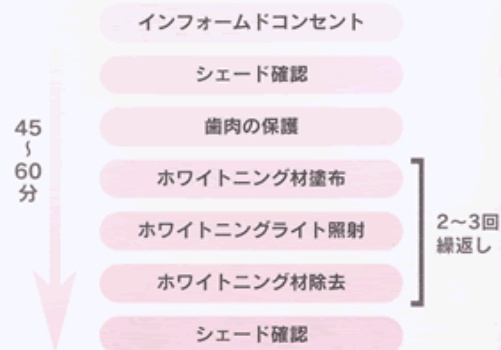 インフォームドコンセント
シェード確認
歯肉の保護
45
〜
60
分
ホワイトニング材塗布
ホワイトニングライト照射
2〜3回
繰返し
ホワイトニング材除去
シェード確認